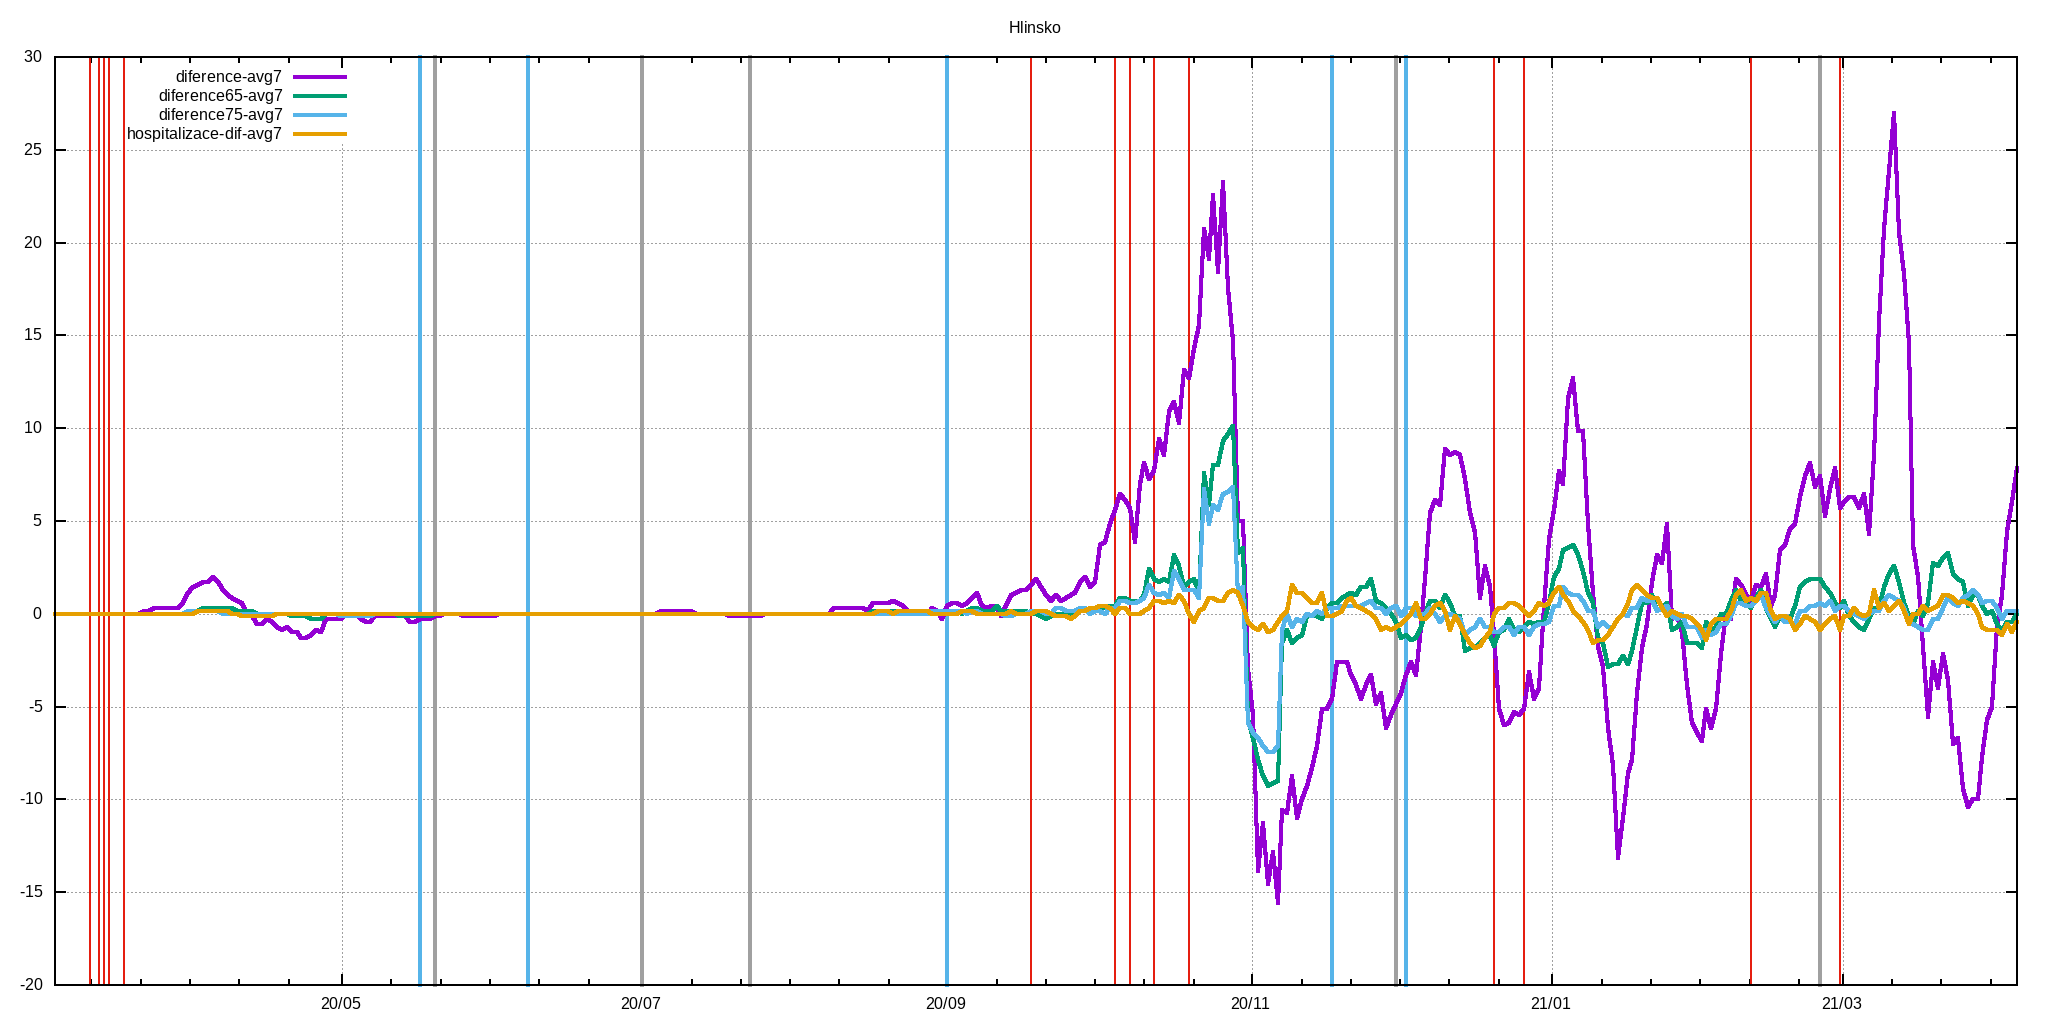 Hlinsko
30
diference-avg7
diference65-avg7
diference75-avg7
hospitalizace-dif-avg7
25
20
15
10
5
0
-5
-10
-15
-20
20/05 20/07 20/09 20/11 21/01 21/03